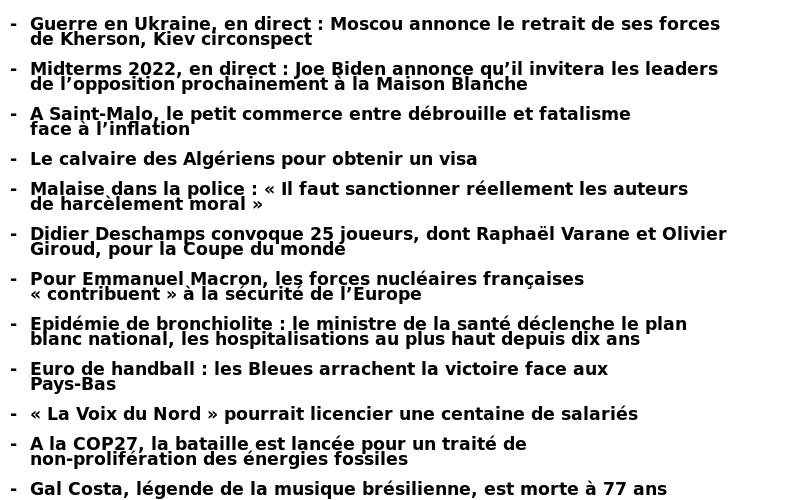 - Guerre en Ukraine, en direct : Moscou annonce le retrait de ses forces
de Kherson, Kiev circonspect
- Midterms 2022, en direct : Joe Biden annonce qu’il invitera les leaders
de l’opposition prochainement à la Maison Blanche
- A Saint-Malo, le petit commerce entre débrouille et fatalisme
face à l’inflation
- Le calvaire des Algériens pour obtenir un visa
- Malaise dans la police : « Il faut sanctionner réellement les auteurs
de harcèlement moral »
- Didier Deschamps convoque 25 joueurs, dont Raphaël Varane et Olivier
Giroud, pour la Coupe du monde
- Pour Emmanuel Macron, les forces nucléaires françaises
« contribuent » à la sécurité de l’Europe
- Epidémie de bronchiolite : le ministre de la santé déclenche le plan
blanc national, les hospitalisations au plus haut depuis dix ans
- Euro de handball : les Bleues arrachent la victoire face aux
Pays-Bas
- « La Voix du Nord » pourrait licencier une centaine de salariés
- A la COP27, la bataille est lancée pour un traité de
non-prolifération des énergies fossiles
- Gal Costa, légende de la musique brésilienne, est morte à 77 ans